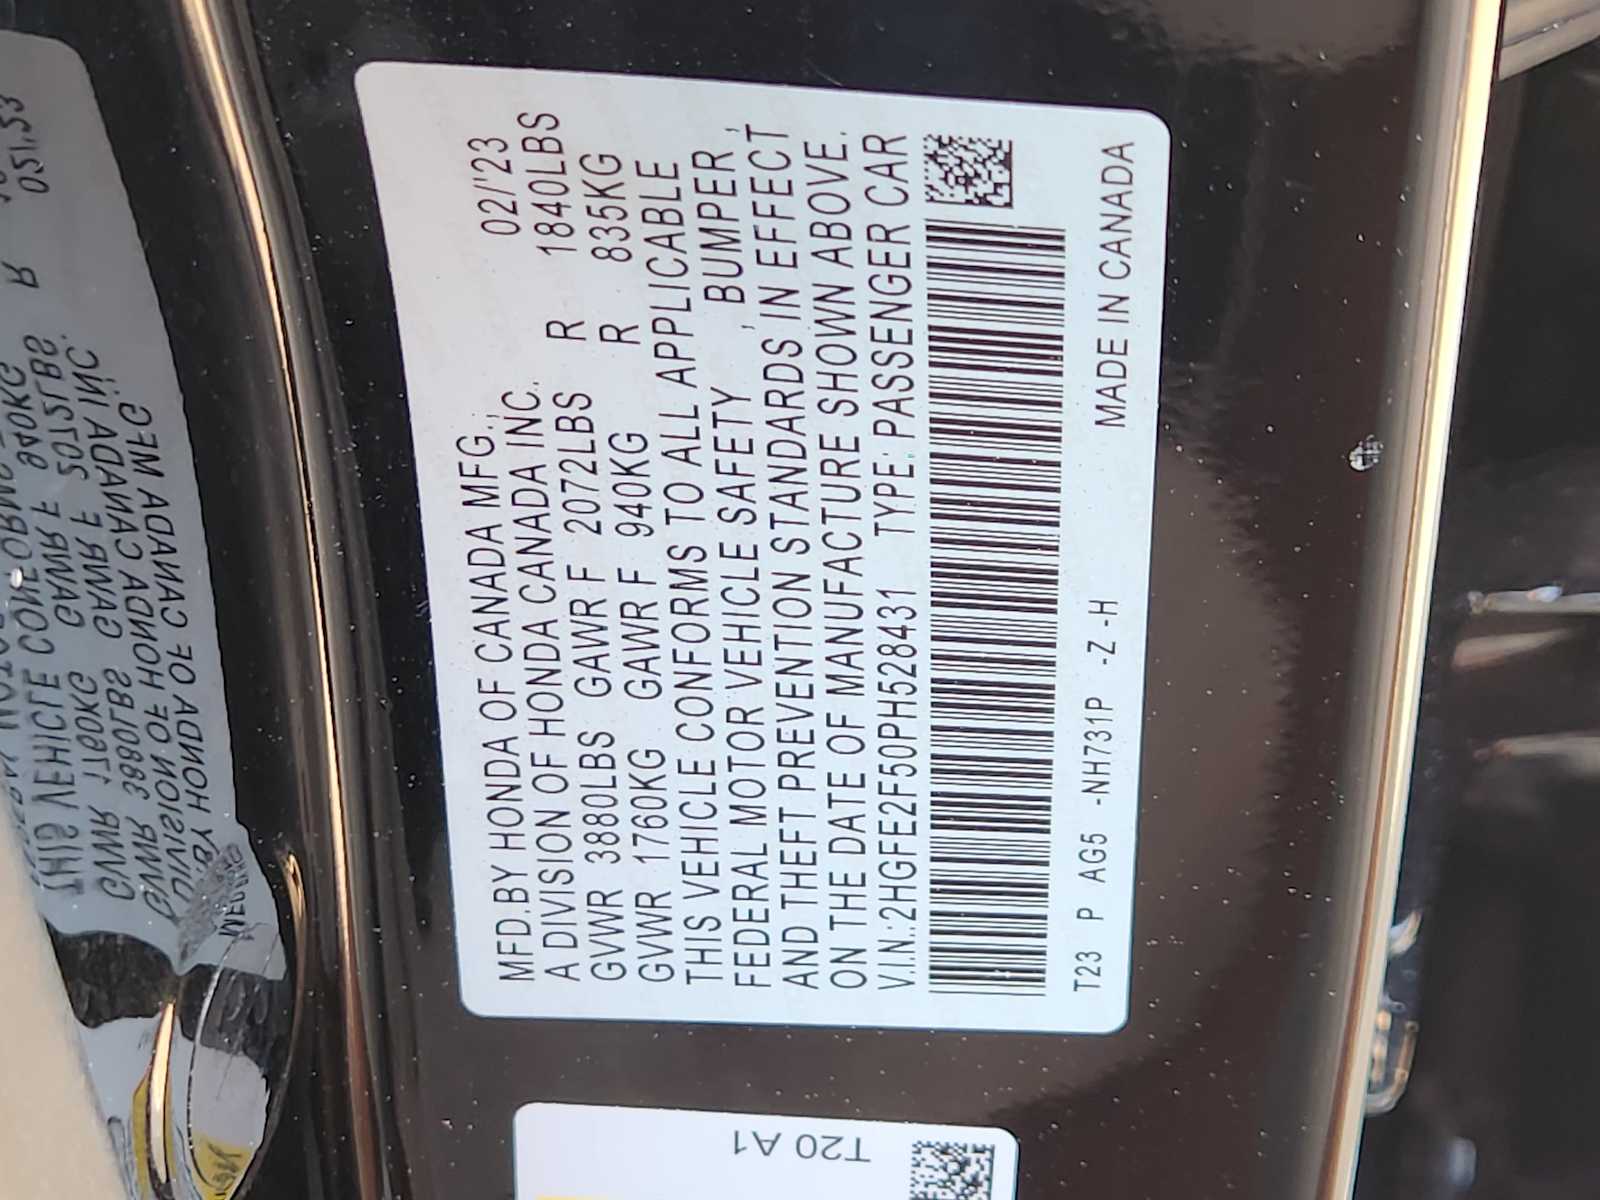 MFD.BY HONDA OF CANADA MFG., 02/'23
A DIVISION OF HONDA CANADA INC.
GVWR 3880LBS GAWR F 2072LBS R 1840LBS
GVWR 1760KG GAWR F 940KG R 835KG
THIS VEHICLE CONFORMS TO ALL APPLICABLE
FEDERAL MOTOR VEHICLE SAFETY , BUMPER,
AND THEFT PREVENTION STANDARDS IN EFFECT
ON THE DATE OF MANUFACTURE SHOWN ABOVE.
V.I.N.:2HGFE2F50PH528431 TYPE:PASSENGER CAR
T23 P AG5 -NH731P -Z -H MADE IN CANADA
T20 A1